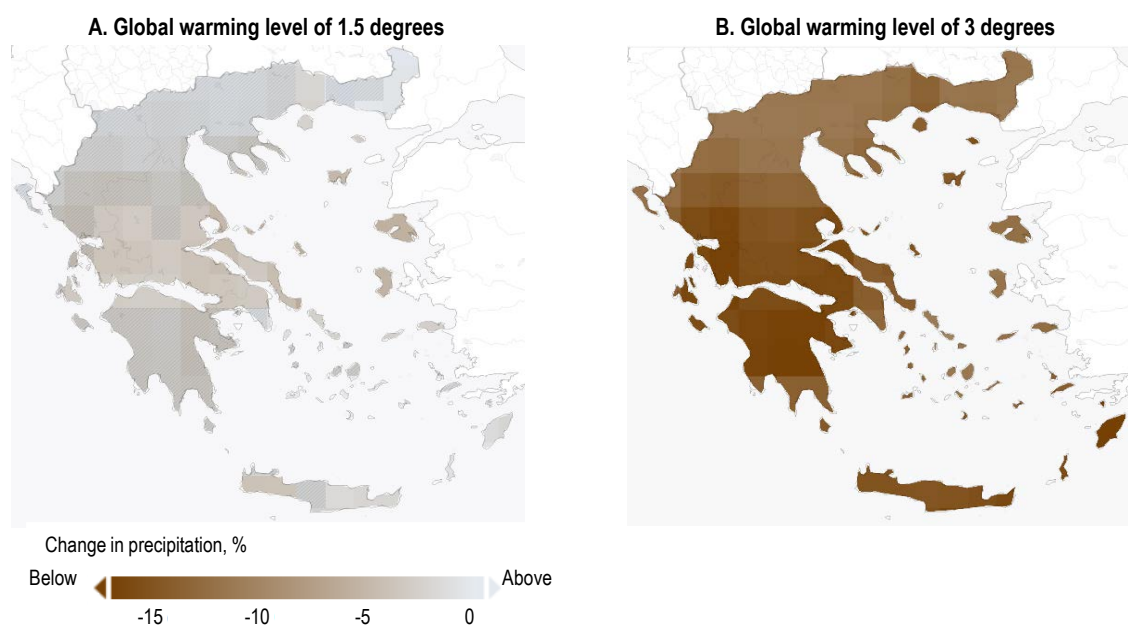 A. Global warming level of 1.5 degrees
B. Global warming level of 3 degrees
Change in precipitation, %
Below
Above
-15
-10
-5
0